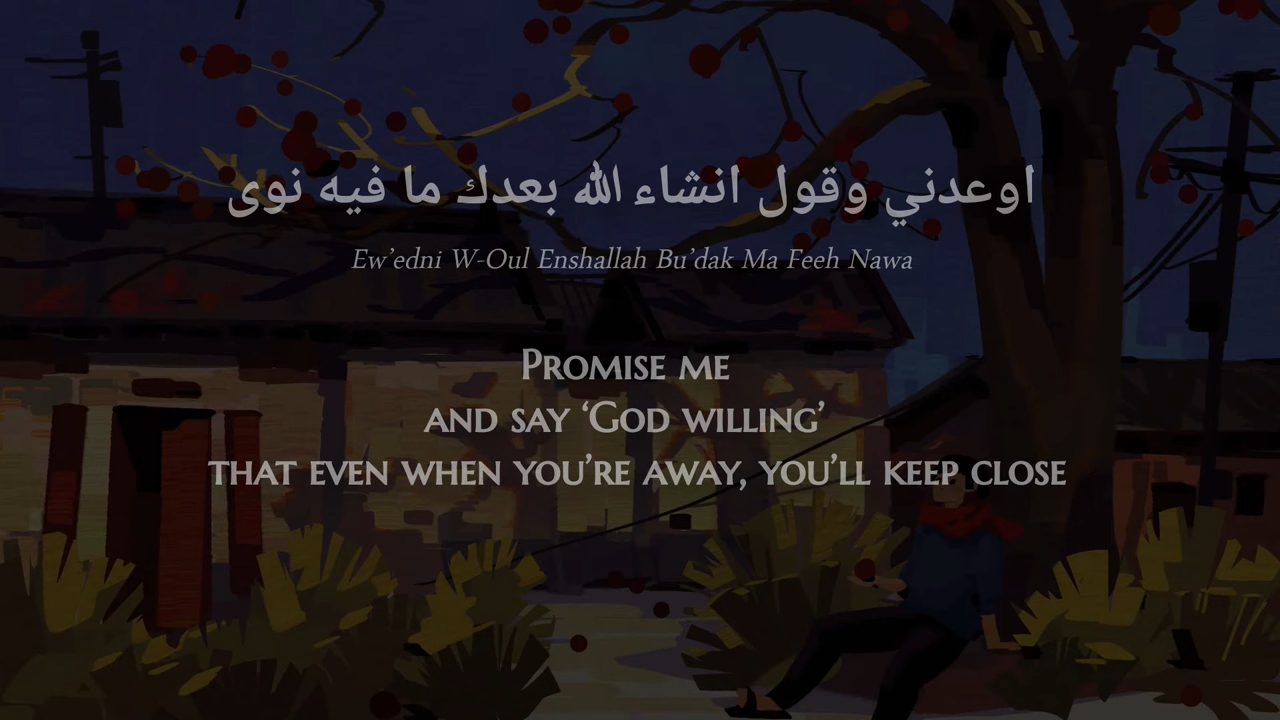 اوعدني وقول انشاء الله بعدك ما فيه نوى
Ew’edni W-Oul Enshallah Bu’dak Ma Feeh Nawa
Promise me
and say ‘God willing’
that even when you’re away, you’ll keep close